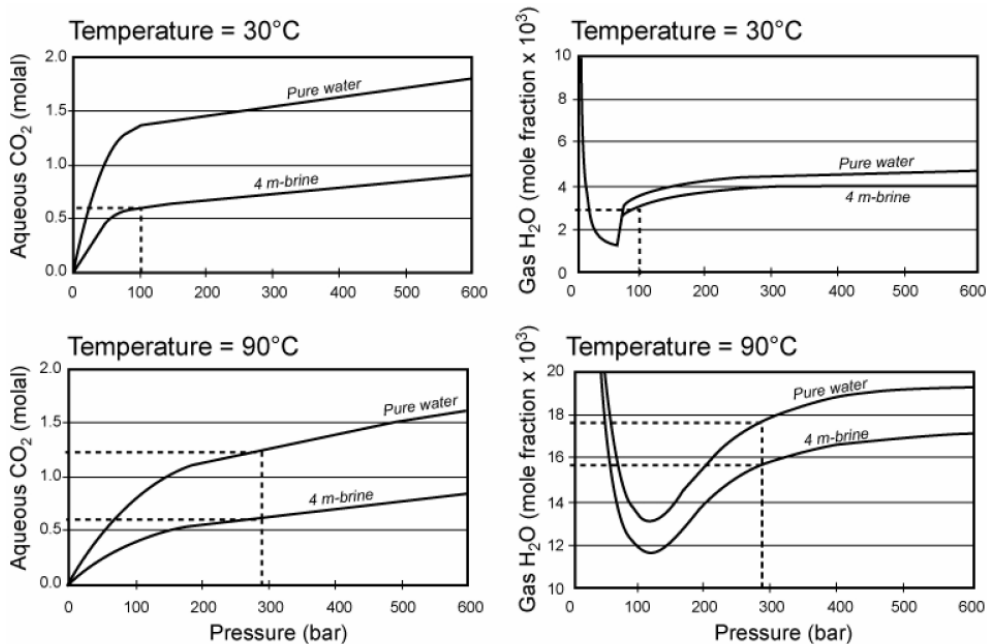 Temperature = 30°C
Aqueous CO₂ (molal)
2.0
1.5
1.0
0.5
0.0
Pure water
4 m-brine
0 100 200 300 400 500 600
Temperature = 30°C
Gas H₂O (mole fraction x 10³)
10
8
6
4
2
0
Pure water
4 m-brine
0 100 200 300 400 500 600
Temperature = 90°C
Aqueous CO₂ (molal)
2.0
1.5
1.0
0.5
0.0
Pure water
4 m-brine
0 100 200 300 400 500 600
Pressure (bar)
Temperature = 90°C
Gas H₂O (mole fraction x 10³)
20
18
16
14
12
10
Pure water
4 m-brine
0 100 200 300 400 500 600
Pressure (bar)